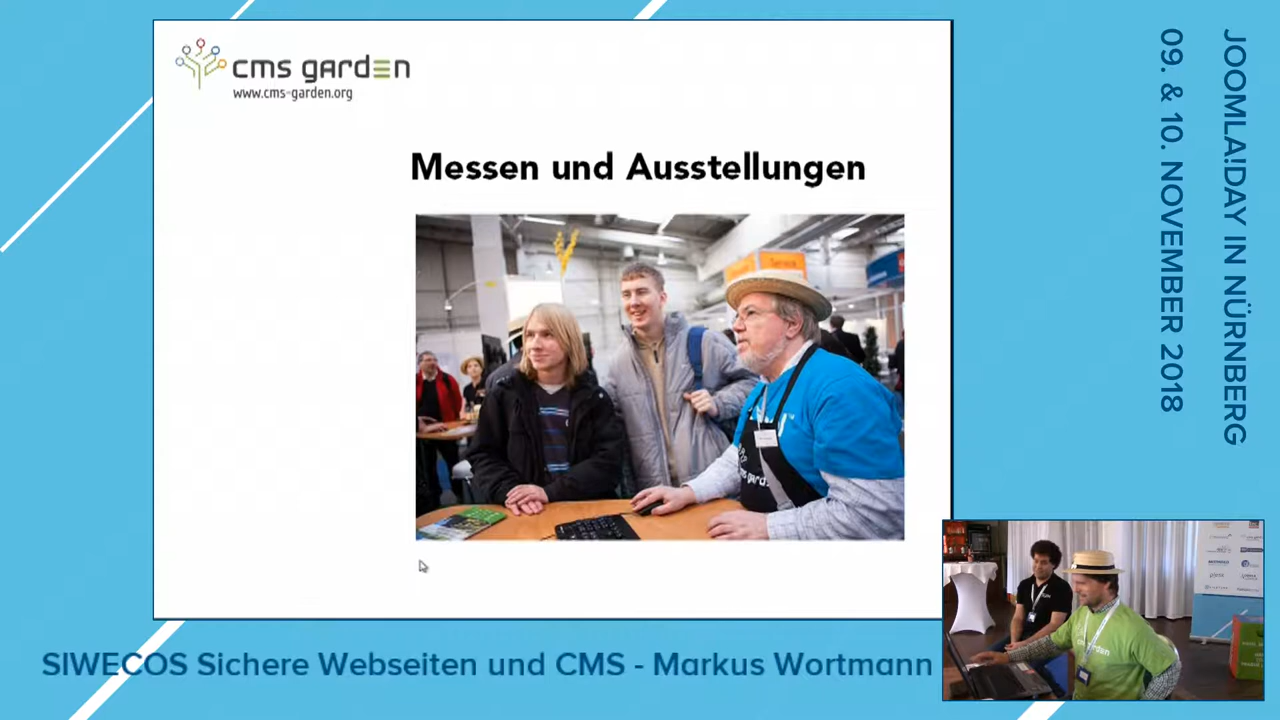 cms garden
www.cms-garden.org
Messen und Ausstellungen
JOOMLA!DAY IN NÜRNBERG
09. & 10. NOVEMBER 2018
SIWECOS Sichere Webseiten und CMS - Markus Wortmann